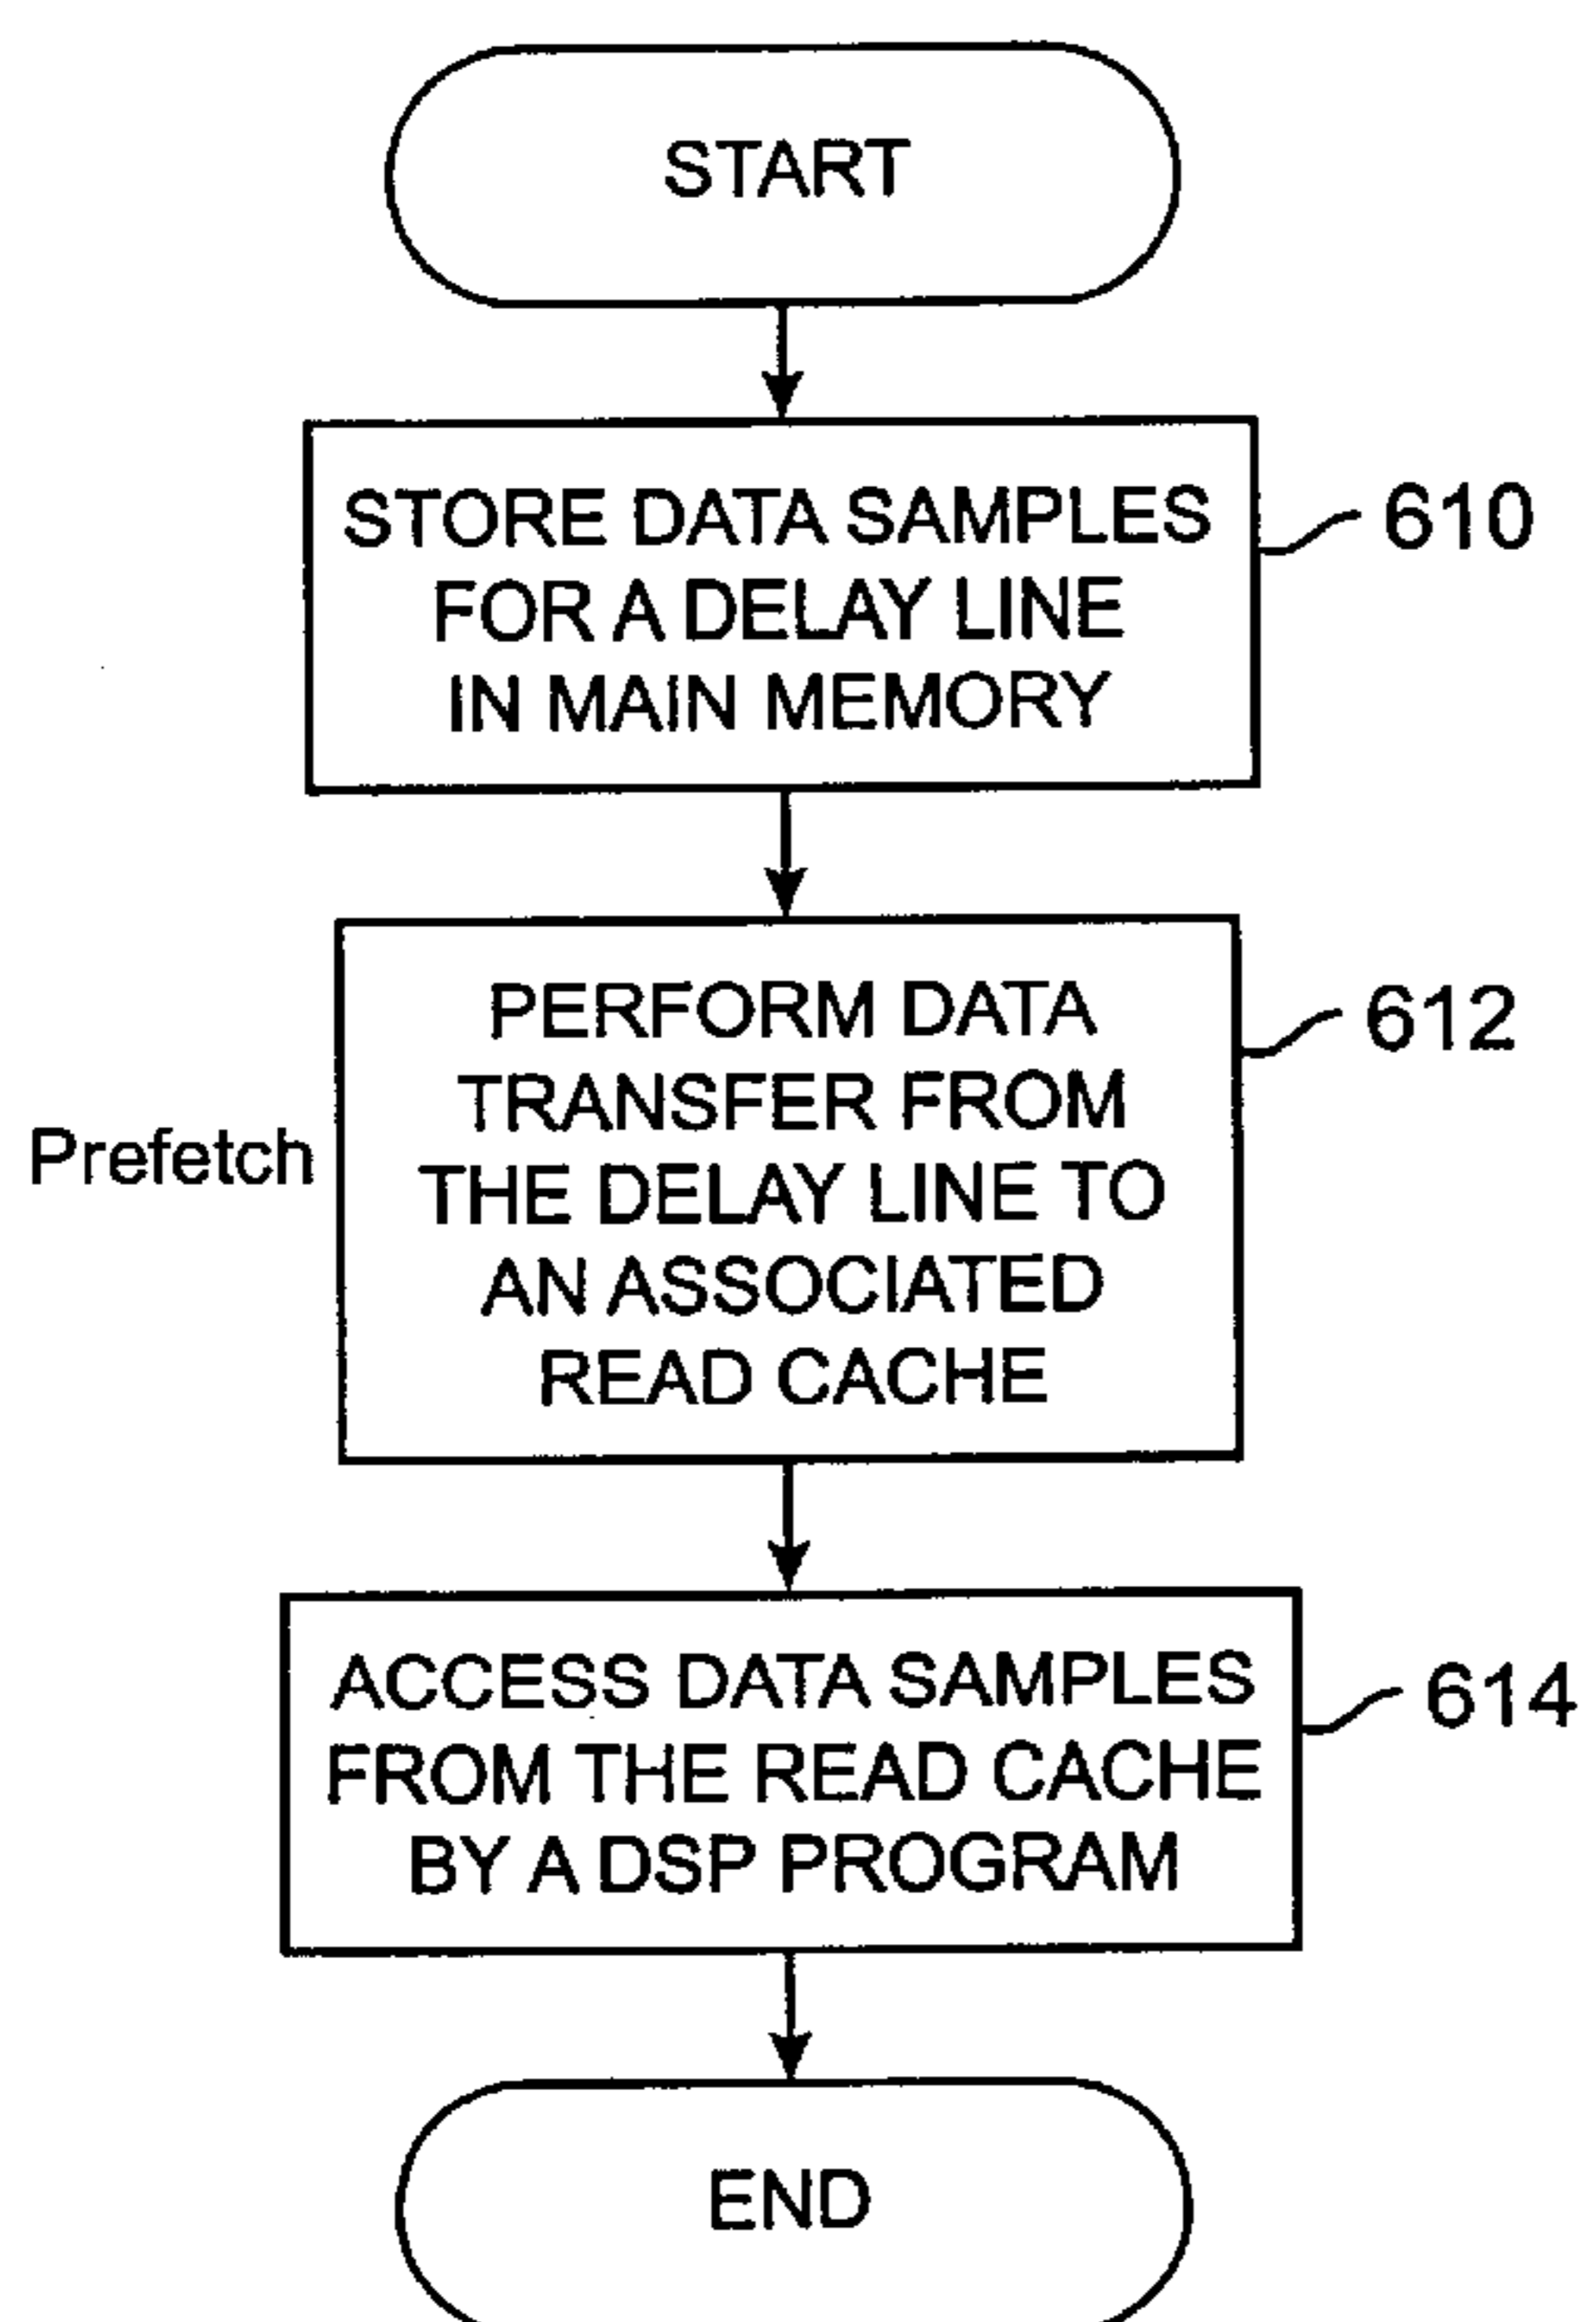 START
STORE DATA SAMPLES
FOR A DELAY LINE
IN MAIN MEMORY
610
Prefetch
PERFORM DATA
TRANSFER FROM
THE DELAY LINE TO
AN ASSOCIATED
READ CACHE
612
ACCESS DATA SAMPLES
FROM THE READ CACHE
BY A DSP PROGRAM
614
END